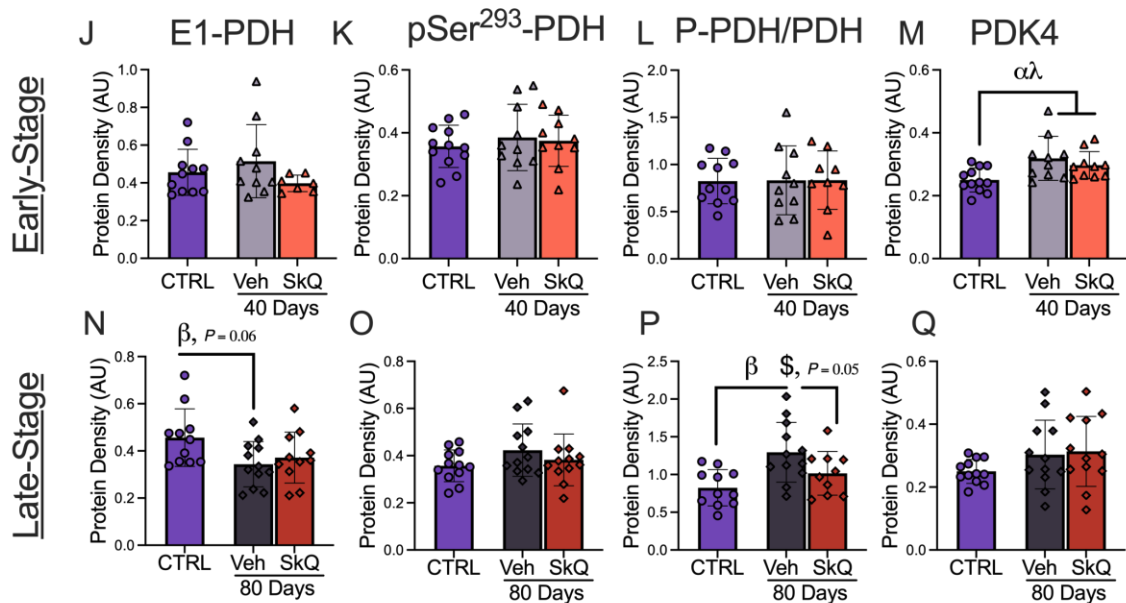 J E1-PDH K pSer²⁹³-PDH L P-PDH/PDH M PDK4
Early-Stage
Protein Density (AU)
1.0
0.8
0.6
0.4
0.2
0.0
CTRL Veh SkQ
40 Days
Protein Density (AU)
0.6
0.4
0.2
0.0
CTRL Veh SkQ
40 Days
Protein Density (AU)
2.0
1.5
1.0
0.5
0.0
CTRL Veh SkQ
40 Days
Protein Density (AU)
αλ
0.6
0.4
0.2
0.0
CTRL Veh SkQ
40 Days
Late-Stage
N
β, P = 0.06
Protein Density (AU)
0.8
0.6
0.4
0.2
0.0
CTRL Veh SkQ
80 Days
O
Protein Density (AU)
0.8
0.6
0.4
0.2
0.0
CTRL Veh SkQ
80 Days
P
β $, P = 0.05
Protein Density (AU)
2.5
2.0
1.5
1.0
0.5
0.0
CTRL Veh SkQ
80 Days
Q
Protein Density (AU)
0.6
0.4
0.2
0.0
CTRL Veh SkQ
80 Days